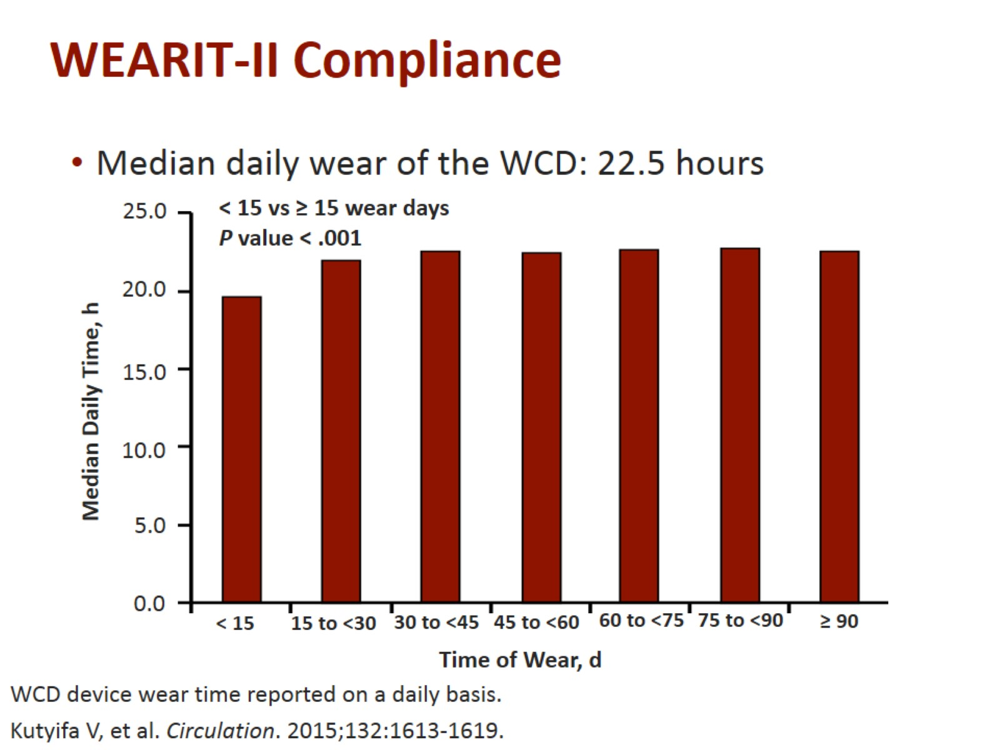 WEARIT-II Compliance
• Median daily wear of the WCD: 22.5 hours
< 15 vs ≥ 15 wear days
P value < .001
25.0
20.0
15.0
10.0
5.0
0.0
Median Daily Time, h
< 15
15 to <30
30 to <45
45 to <60
60 to <75
75 to <90
≥ 90
Time of Wear, d
WCD device wear time reported on a daily basis.
Kutyifa V, et al. Circulation. 2015;132:1613-1619.